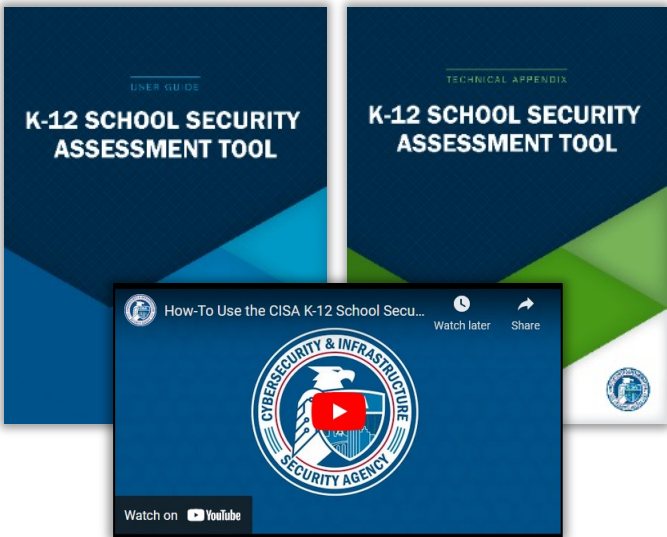 USER GUIDE
K-12 SCHOOL SECURITY
ASSESSMENT TOOL
TECHNICAL APPENDIX
K-12 SCHOOL SECURITY
ASSESSMENT TOOL
How-To Use the CISA K-12 School Secu...
Watch later
Share
CYBERSECURITY & INFRASTRUCTURE
SECURITY AGENCY
Watch on YouTube